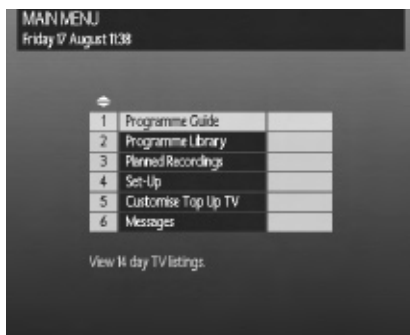 MAIN MENU
Friday 17 August 11:38
1 Programme Guide
2 Programme Library
3 Planned Recordings
4 Set-Up
5 Customise Top Up TV
6 Messages
View 14 day TV listings.